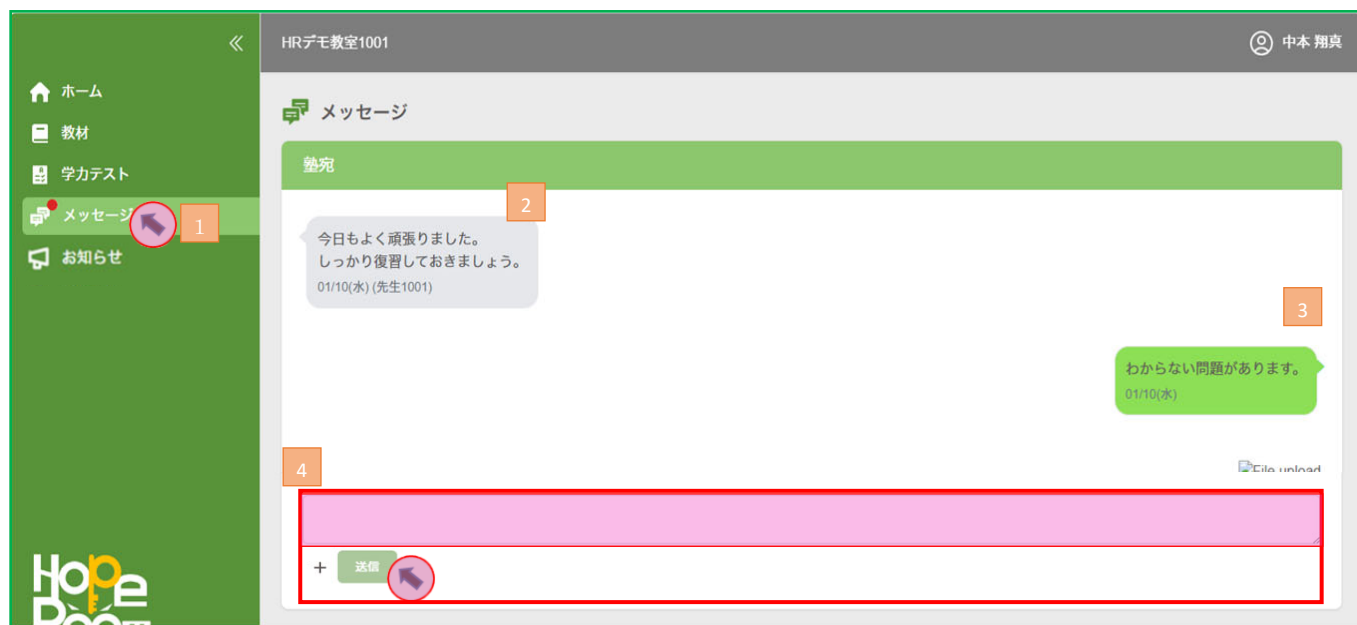 HRデモ教室1001
中本 翔真
ホーム
教材
学力テスト
メッセージ
1
お知らせ
メッセージ
塾宛
2
今日もよく頑張りました。
しっかり復習しておきましょう。
01/10(水) (先生1001)
3
わからない問題があります。
01/10(水)
File upload
4
+ 送信
Hope
Room